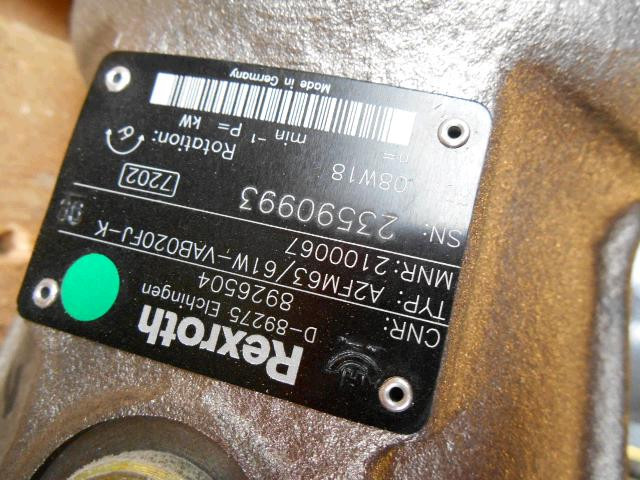 Rexroth
D-89275 Elchingen
CNR: 8926504
TYP: A2FM63/61W-VAB020FJ-K
MNR: 2100067
SN: 23590993
08W18 7202
Rotation:
n= min⁻¹ P= kW
Made in Germany